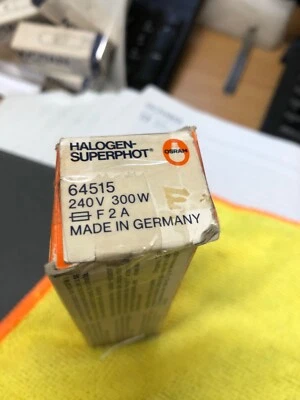 HALOGEN-
SUPERPHOT®
OSRAM
64515
240V 300W
F 2 A
MADE IN GERMANY